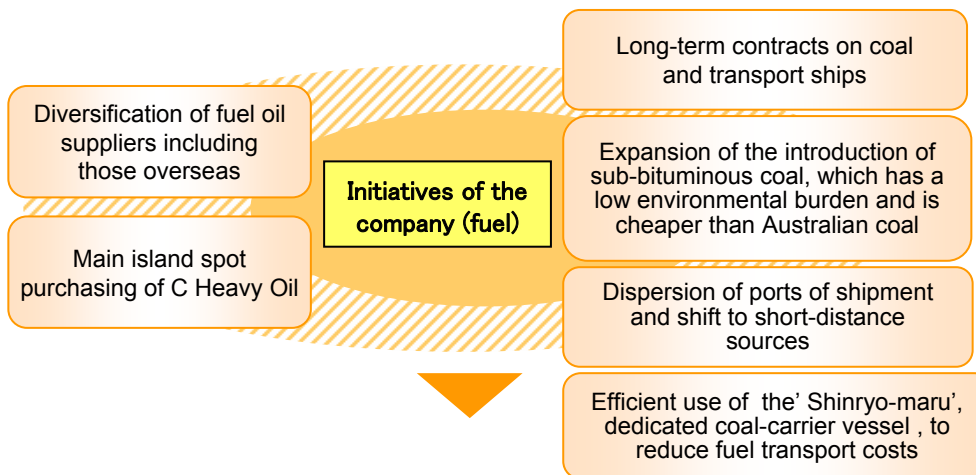 Diversification of fuel oil
suppliers including
those overseas
Main island spot
purchasing of C Heavy Oil
Initiatives of the
company (fuel)
Long-term contracts on coal
and transport ships
Expansion of the introduction of
sub-bituminous coal, which has a
low environmental burden and is
cheaper than Australian coal
Dispersion of ports of shipment
and shift to short-distance
sources
Efficient use of  the’ Shinryo-maru’,
dedicated coal-carrier vessel , to
reduce fuel transport costs